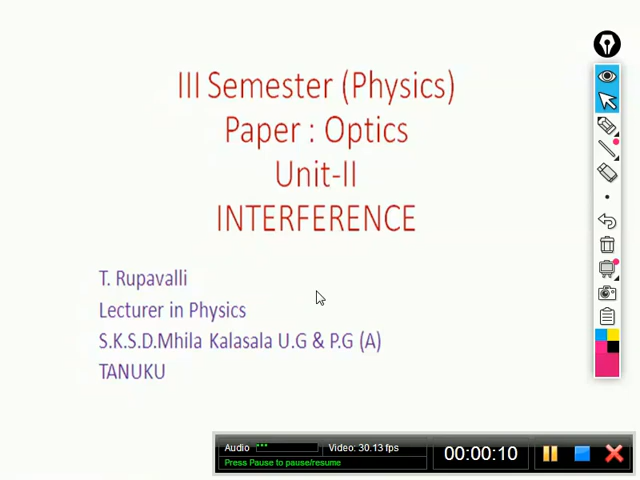 III Semester (Physics)
Paper : Optics
Unit-II
INTERFERENCE
T. Rupavalli
Lecturer in Physics
S.K.S.D.Mhila Kalasala U.G & P.G (A)
TANUKU
Audio
Video: 30.13 fps
Press Pause to pause/resume
00:00:10